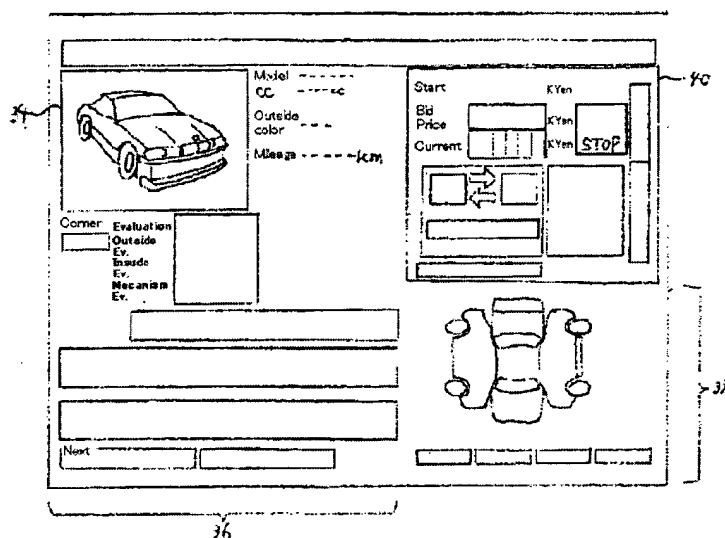 34
Model
CC
Outside
color
Mileage km
40
Start KYen
Bid KYen
Price
Current KYen
STOP
Corner
Evaluation
Outside
Ev.
Inside
Ev.
Mecanism
Ev.
Next
36